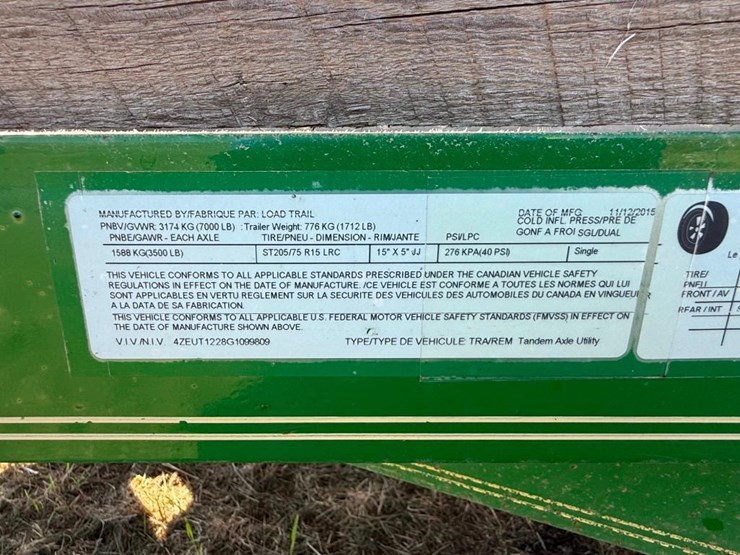 MANUFACTURED BY/FABRIQUE PAR: LOAD TRAIL
DATE OF MFG 11/12/2015
PNBV/GVWR: 3174 KG (7000 LB) : Trailer Weight: 776 KG (1712 LB)
COLD INFL. PRESS/PRE DE
PNBE/GAWR - EACH AXLE TIRE/PNEU - DIMENSION - RIM/JANTE PSI/LPC GONF A FROI SGL/DUAL
1588 KG(3500 LB) ST205/75 R15 LRC 15" X 5" JJ 276 KPA(40 PSI) Single
THIS VEHICLE CONFORMS TO ALL APPLICABLE STANDARDS PRESCRIBED UNDER THE CANADIAN VEHICLE SAFETY
REGULATIONS IN EFFECT ON THE DATE OF MANUFACTURE. /CE VEHICLE EST CONFORME A TOUTES LES NORMES QUI LUI
SONT APPLICABLES EN VERTU REGLEMENT SUR LA SECURITE DES VEHICULES DES AUTOMOBILES DU CANADA EN VINGUEUR
A LA DATA DE SA FABRICATION.
THIS VEHICLE CONFORMS TO ALL APPLICABLE U.S. FEDERAL MOTOR VEHICLE SAFETY STANDARDS (FMVSS) IN EFFECT ON
THE DATE OF MANUFACTURE SHOWN ABOVE.
V.I.V./N.I.V. 4ZEUT1228G1099809 TYPE/TYPE DE VEHICULE: TRA/REM Tandem Axle Utility
Le
TIRE/
PNEU
FRONT / AV
REAR / INT